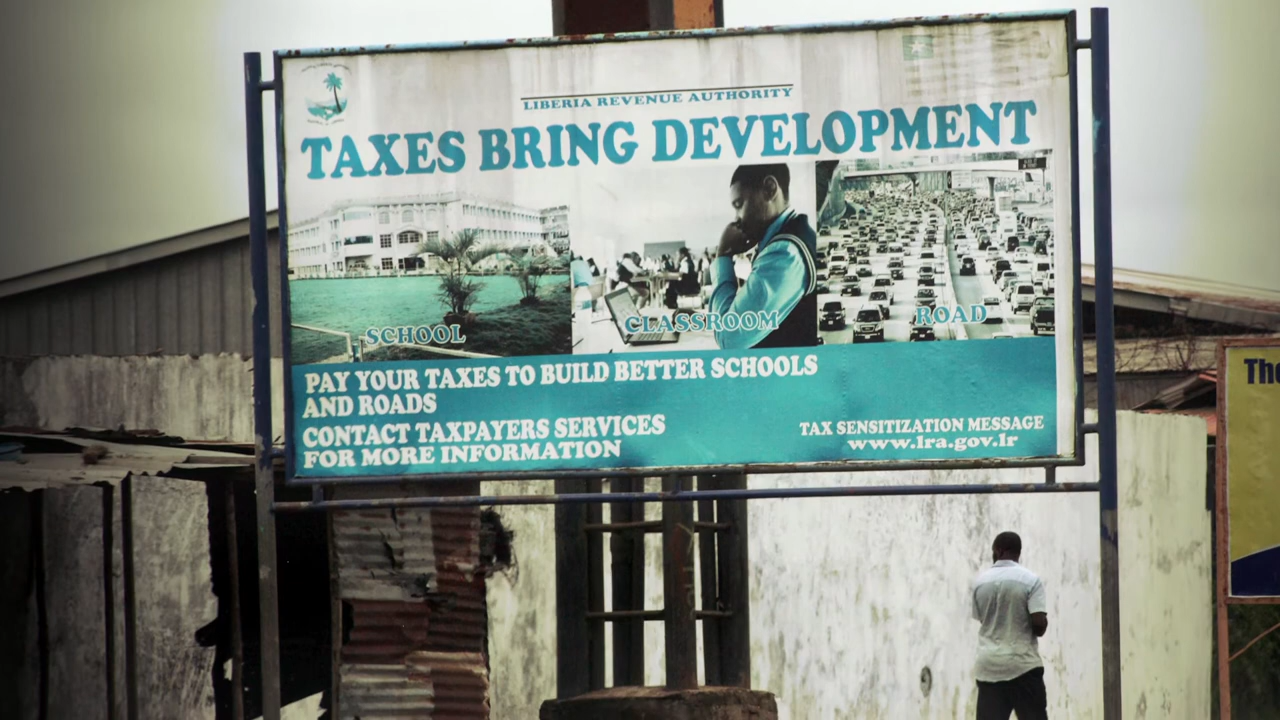 LIBERIA REVENUE AUTHORITY
TAXES BRING DEVELOPMENT
SCHOOL
CLASSROOM
ROAD
PAY YOUR TAXES TO BUILD BETTER SCHOOLS
AND ROADS
CONTACT TAXPAYERS SERVICES
FOR MORE INFORMATION
TAX SENSITIZATION MESSAGE
www.lra.gov.lr